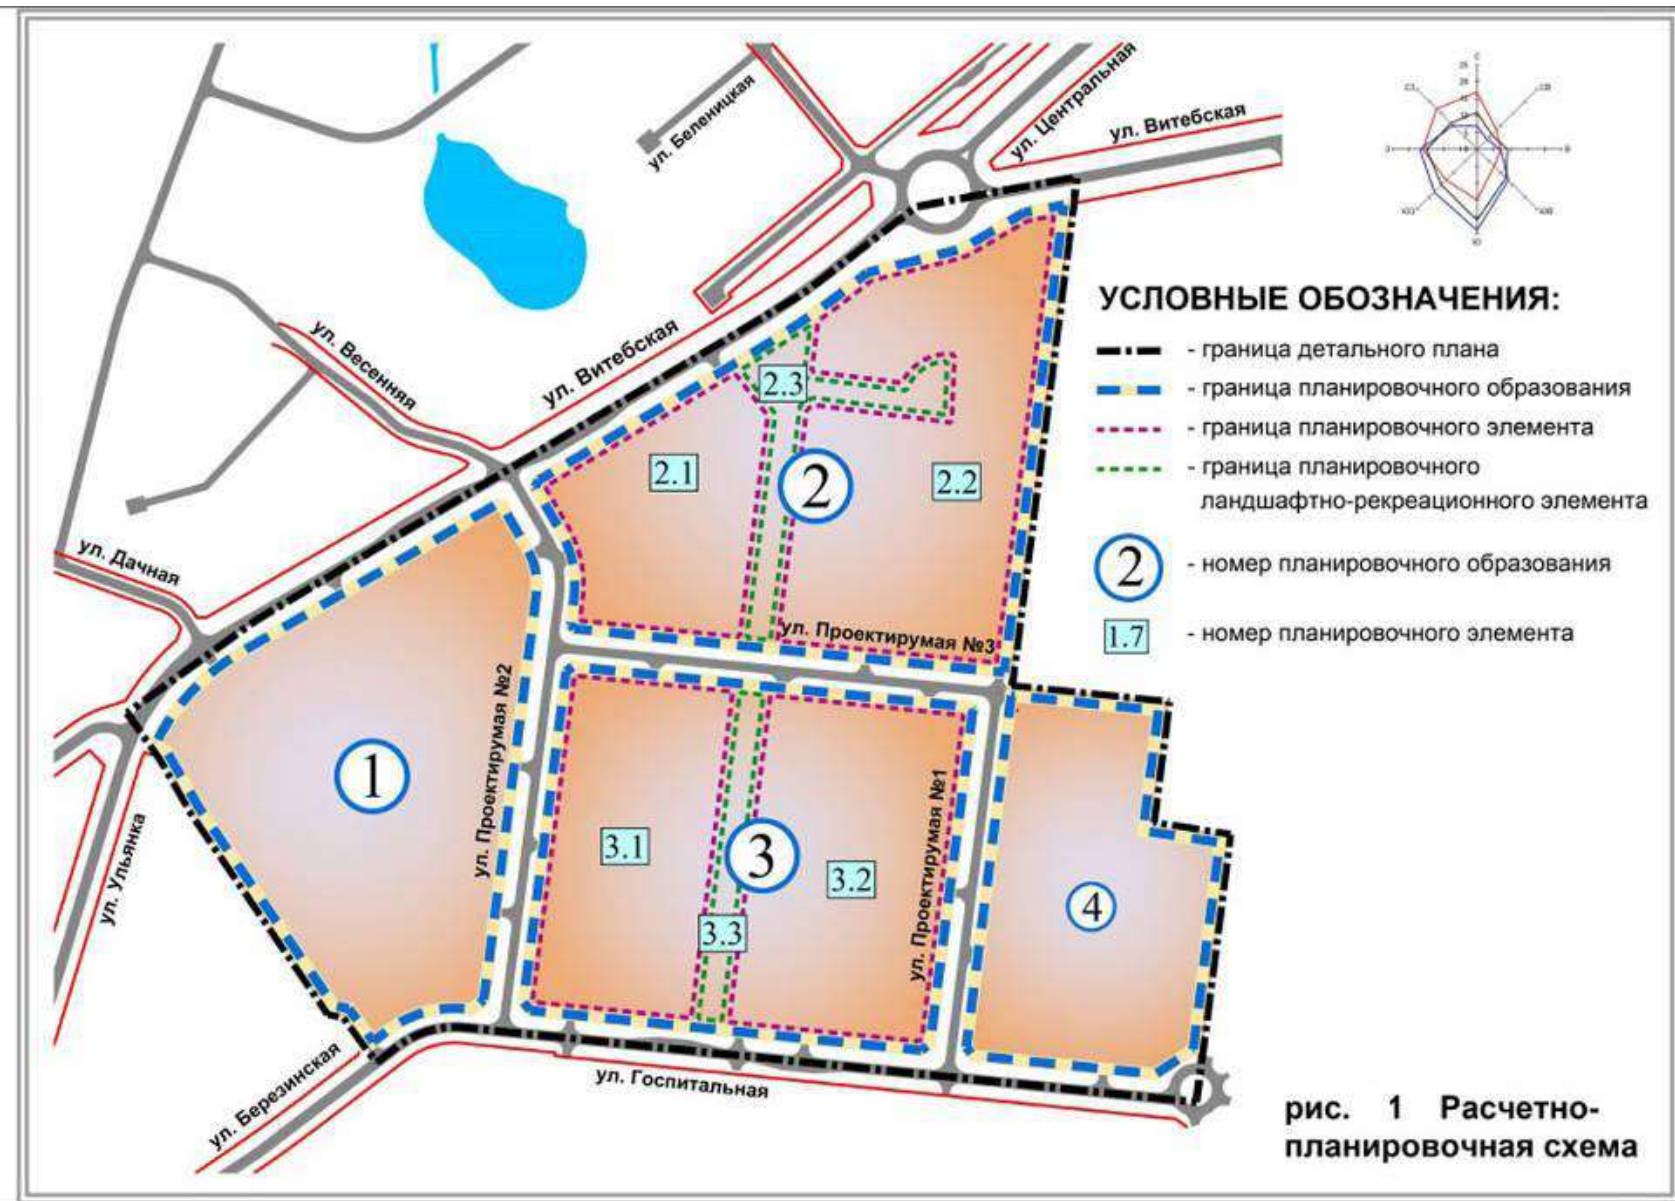 ул. Беленицкая
ул. Центральная
ул. Витебская
С
СВ
В
Ю
УСЛОВНЫЕ ОБОЗНАЧЕНИЯ:
- граница детального плана
- граница планировочного образования
- граница планировочного элемента
- граница планировочного
ландшафтно-рекреационного элемента
2
- номер планировочного образования
1.7
- номер планировочного элемента
ул. Весенняя
ул. Витебская
2.3
2.1
2
2.2
ул. Дачная
ул. Проектирумая №3
ул. Проектирумая №2
1
ул. Ульянка
3.1
3
3.2
ул. Проектирумая №1
4
3.3
ул. Березинская
ул. Госпитальная
рис. 1 Расчетно-
планировочная схема